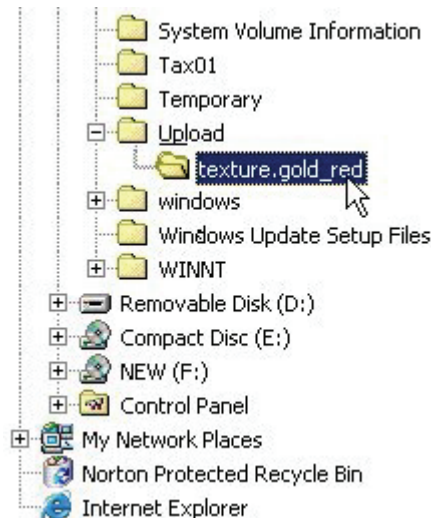 System Volume Information
Tax01
Temporary
Upload
texture.gold_red
windows
Windows Update Setup Files
WINNT
Removable Disk (D:)
Compact Disc (E:)
NEW (F:)
Control Panel
My Network Places
Norton Protected Recycle Bin
Internet Explorer